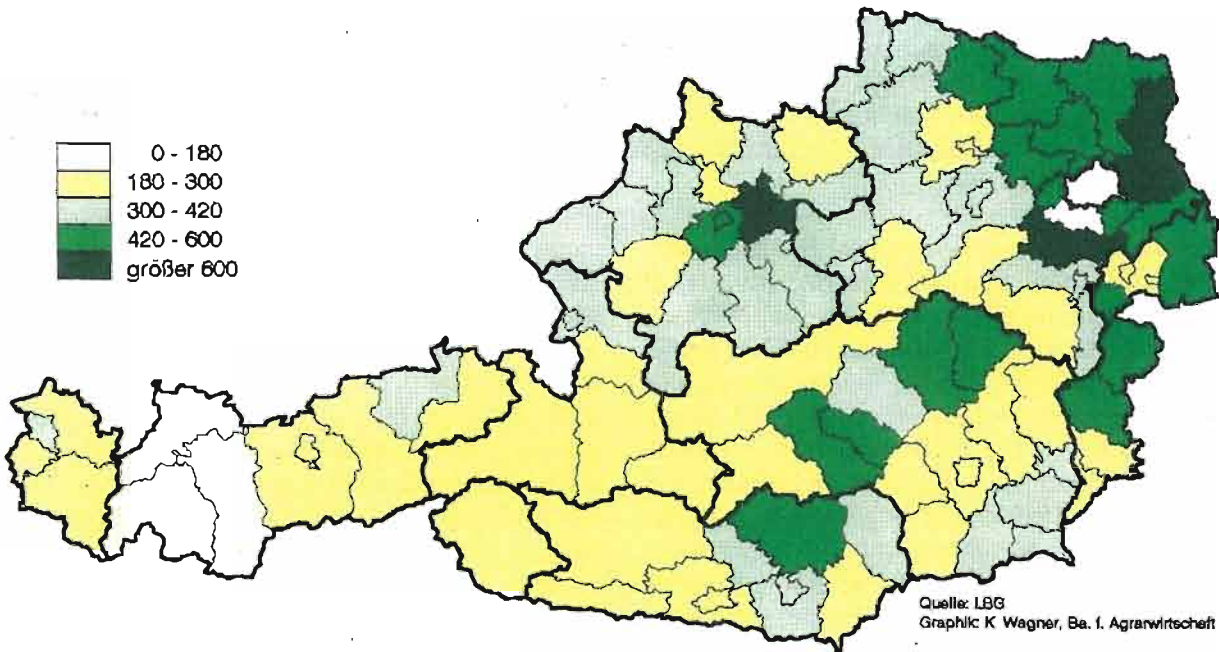 0 - 180
180 - 300
300 - 420
420 - 600
größer 600
Quelle: LBG
Graphik: K Wagner, Ba. f. Agrarwirtschaft